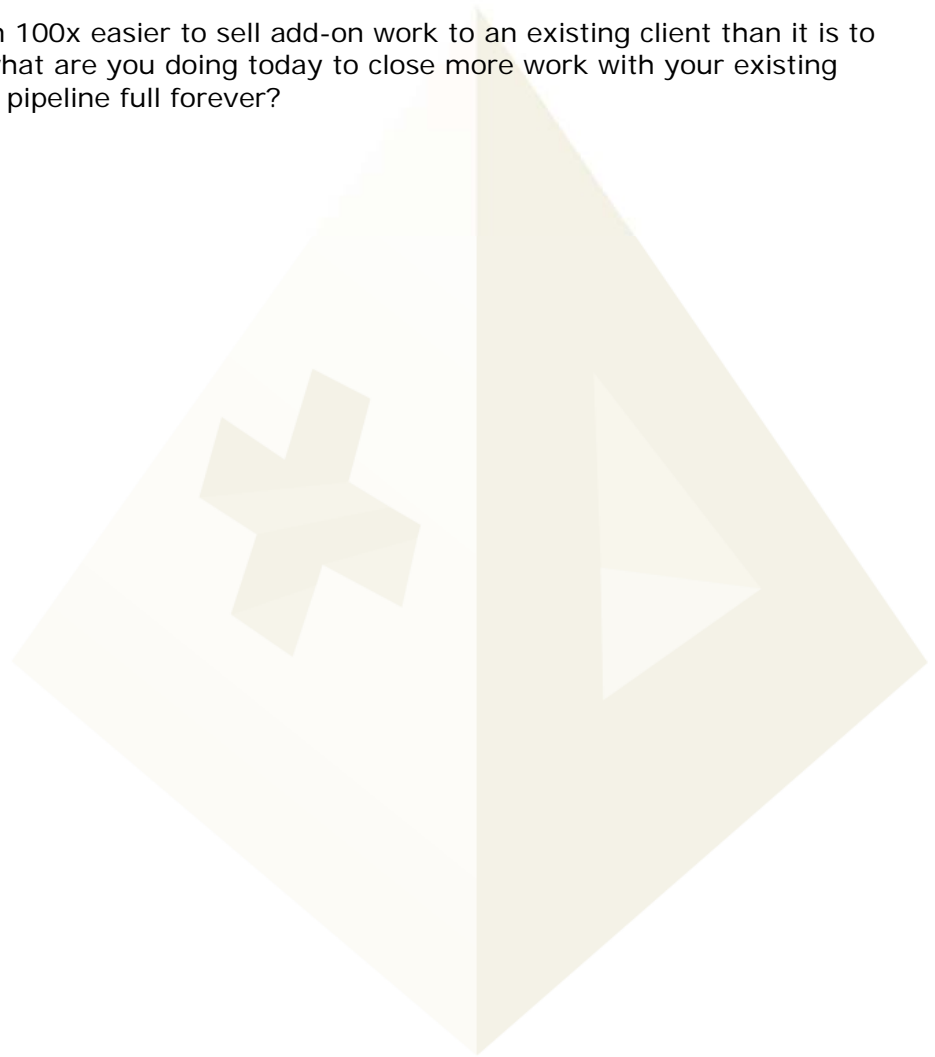 100x easier to sell add-on work to an existing client than it is to
what are you doing today to close more work with your existing
pipeline full forever?